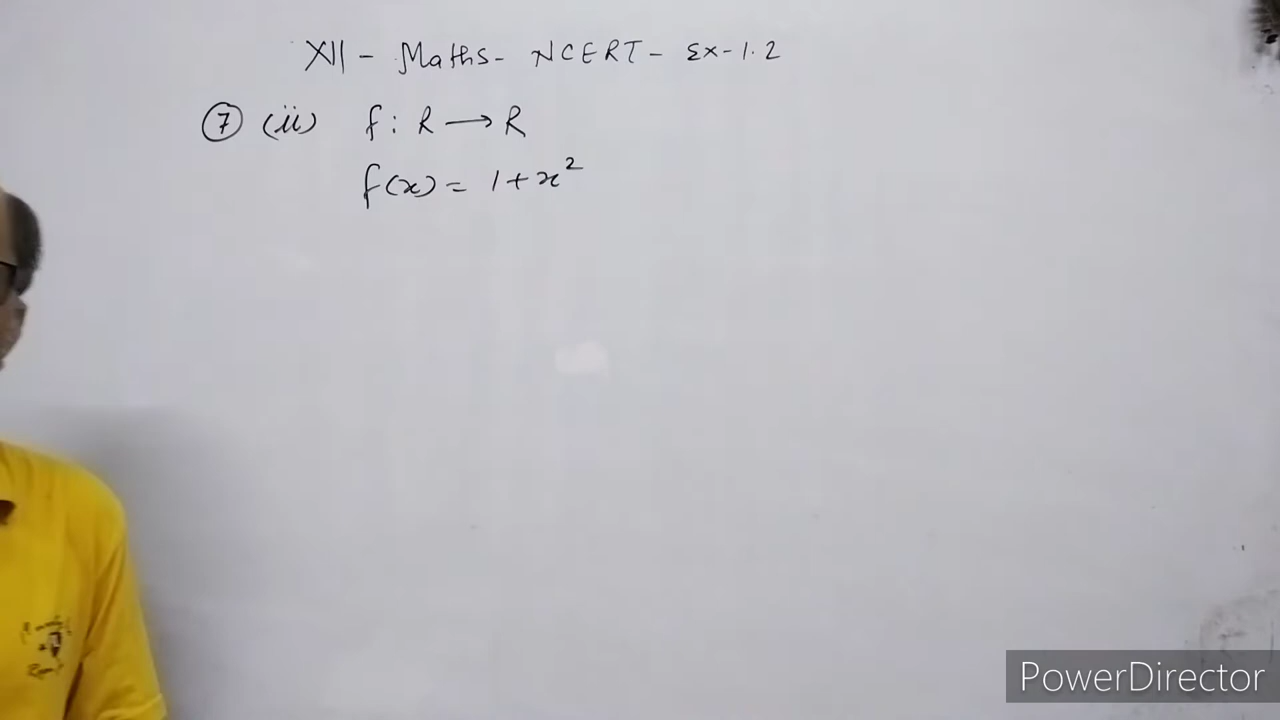 XII - Maths - NCERT - Ex - 1.2
⑦ (ii) f : R ⟶ R
f(x) = 1 + x²
PowerDirector